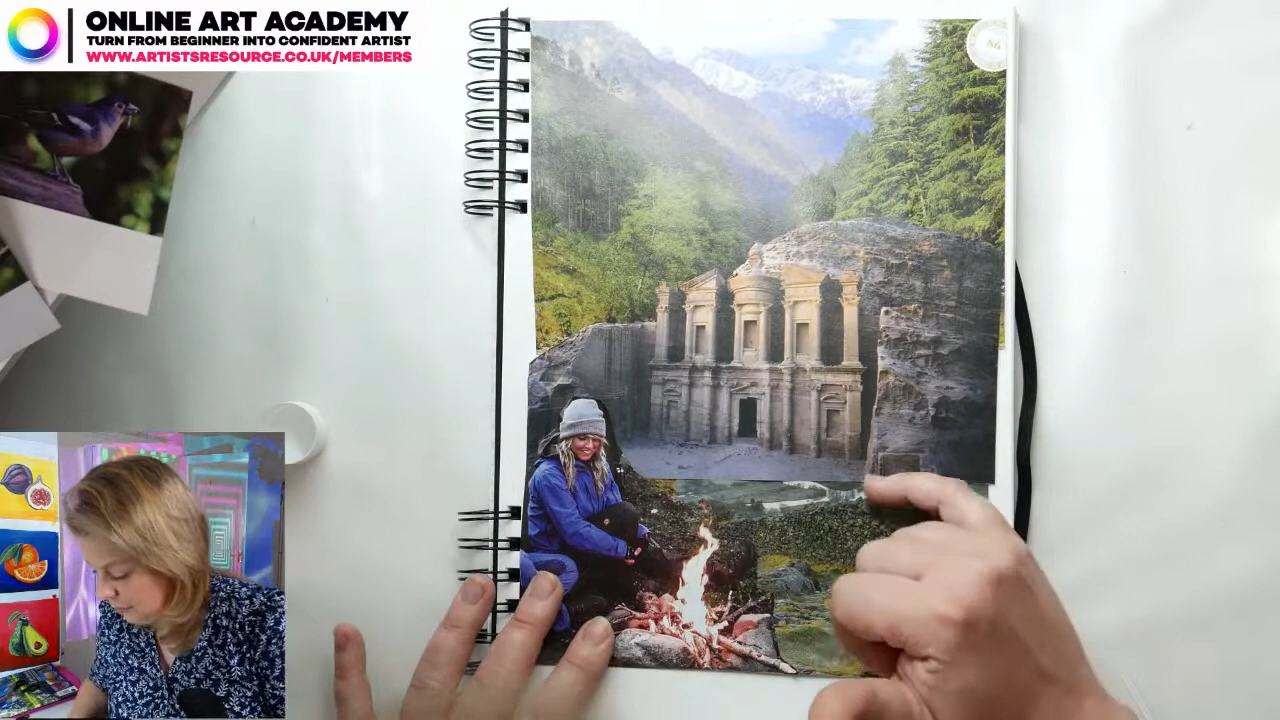 ONLINE ART ACADEMY
TURN FROM BEGINNER INTO CONFIDENT ARTIST
WWW.ARTISTSRESOURCE.CO.UK/MEMBERS